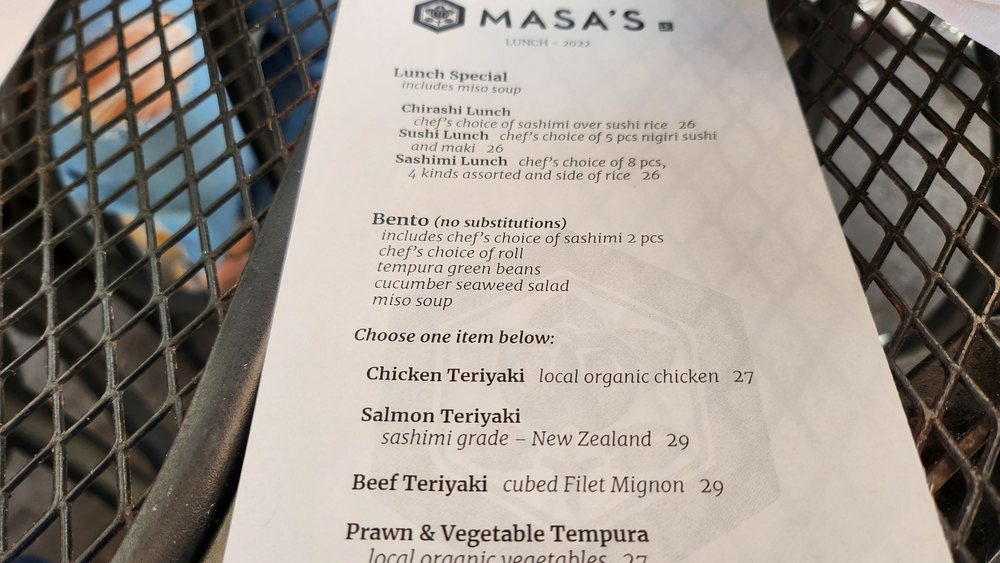 MASA'S
LUNCH - 2022
Lunch Special
includes miso soup
Chirashi Lunch
chef's choice of sashimi over sushi rice 26
Sushi Lunch chef's choice of 5 pcs nigiri sushi
and maki 26
Sashimi Lunch chef's choice of 8 pcs,
4 kinds assorted and side of rice 26
Bento (no substitutions)
includes chef's choice of sashimi 2 pcs
chef's choice of roll
tempura green beans
cucumber seaweed salad
miso soup
Choose one item below:
Chicken Teriyaki local organic chicken 27
Salmon Teriyaki
sashimi grade – New Zealand 29
Beef Teriyaki cubed Filet Mignon 29
Prawn & Vegetable Tempura
local organic vegetables 27